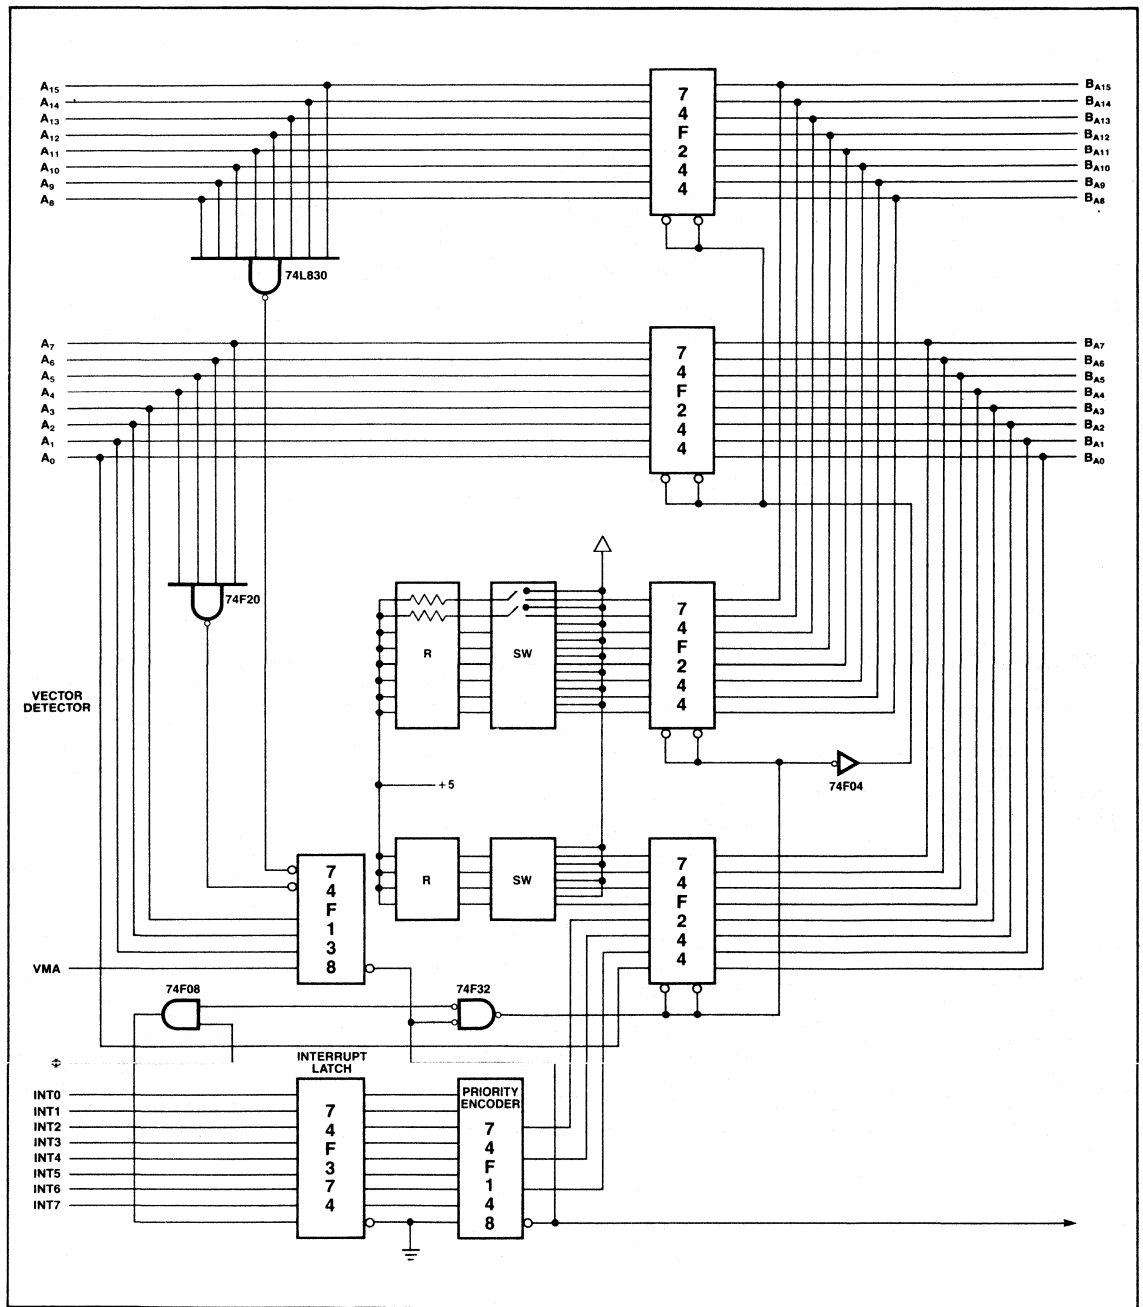 A15
A14
A13
A12
A11
A10
A9
A8
74F244
BA15
BA14
BA13
BA12
BA11
BA10
BA9
BA8
74L830
A7
A6
A5
A4
A3
A2
A1
A0
74F244
BA7
BA6
BA5
BA4
BA3
BA2
BA1
BA0
74F20
R
SW
74F244
VECTOR
DETECTOR
+5
74F04
74F138
R
SW
74F244
VMA
74F08
74F32
ϕ
INTERRUPT
LATCH
INT0
INT1
INT2
INT3
INT4
INT5
INT6
INT7
74F374
PRIORITY
ENCODER
74F148